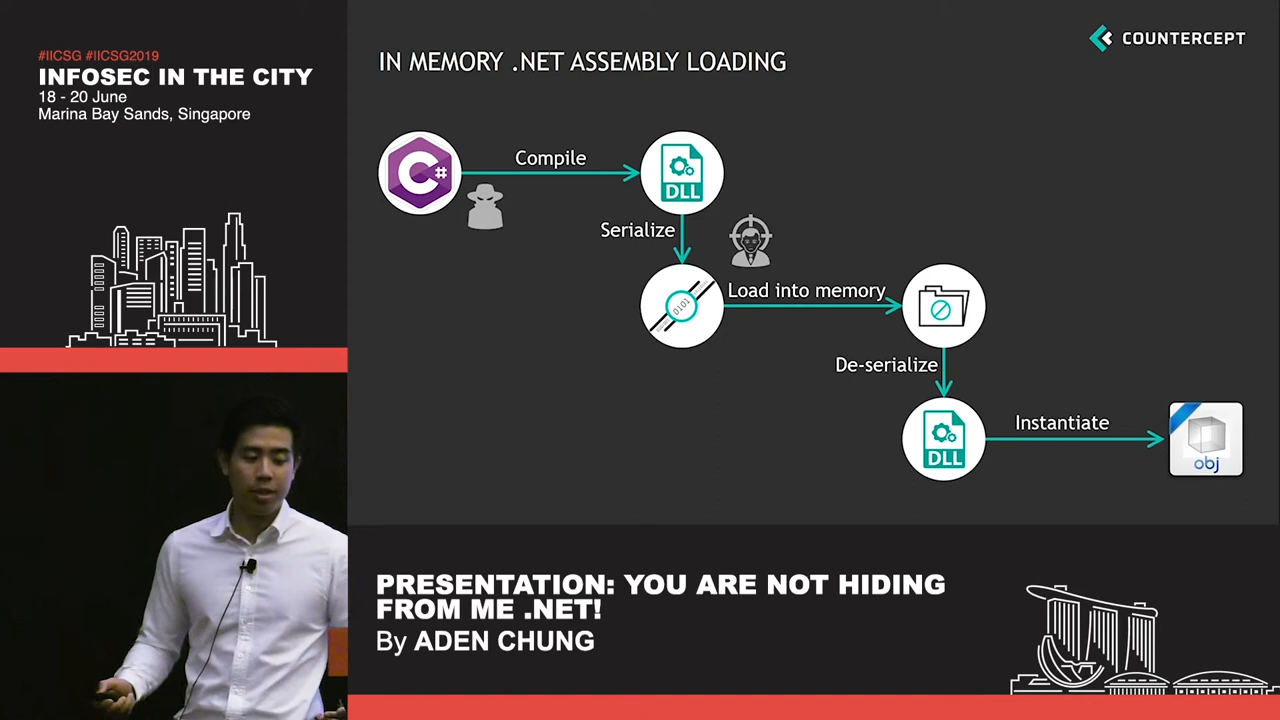 #IICSG #IICSG2019
INFOSEC IN THE CITY
18 - 20 June
Marina Bay Sands, Singapore
COUNTERCEPT
IN MEMORY .NET ASSEMBLY LOADING
C#
Compile
DLL
Serialize
0101
Load into memory
De-serialize
DLL
Instantiate
obj
PRESENTATION: YOU ARE NOT HIDING
FROM ME .NET!
By ADEN CHUNG